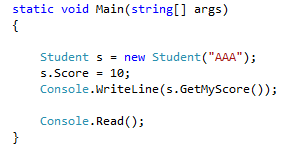 static void Main(string[] args)
{
    Student s = new Student("AAA");
    s.Score = 10;
    Console.WriteLine(s.GetMyScore());
    Console.Read();
}